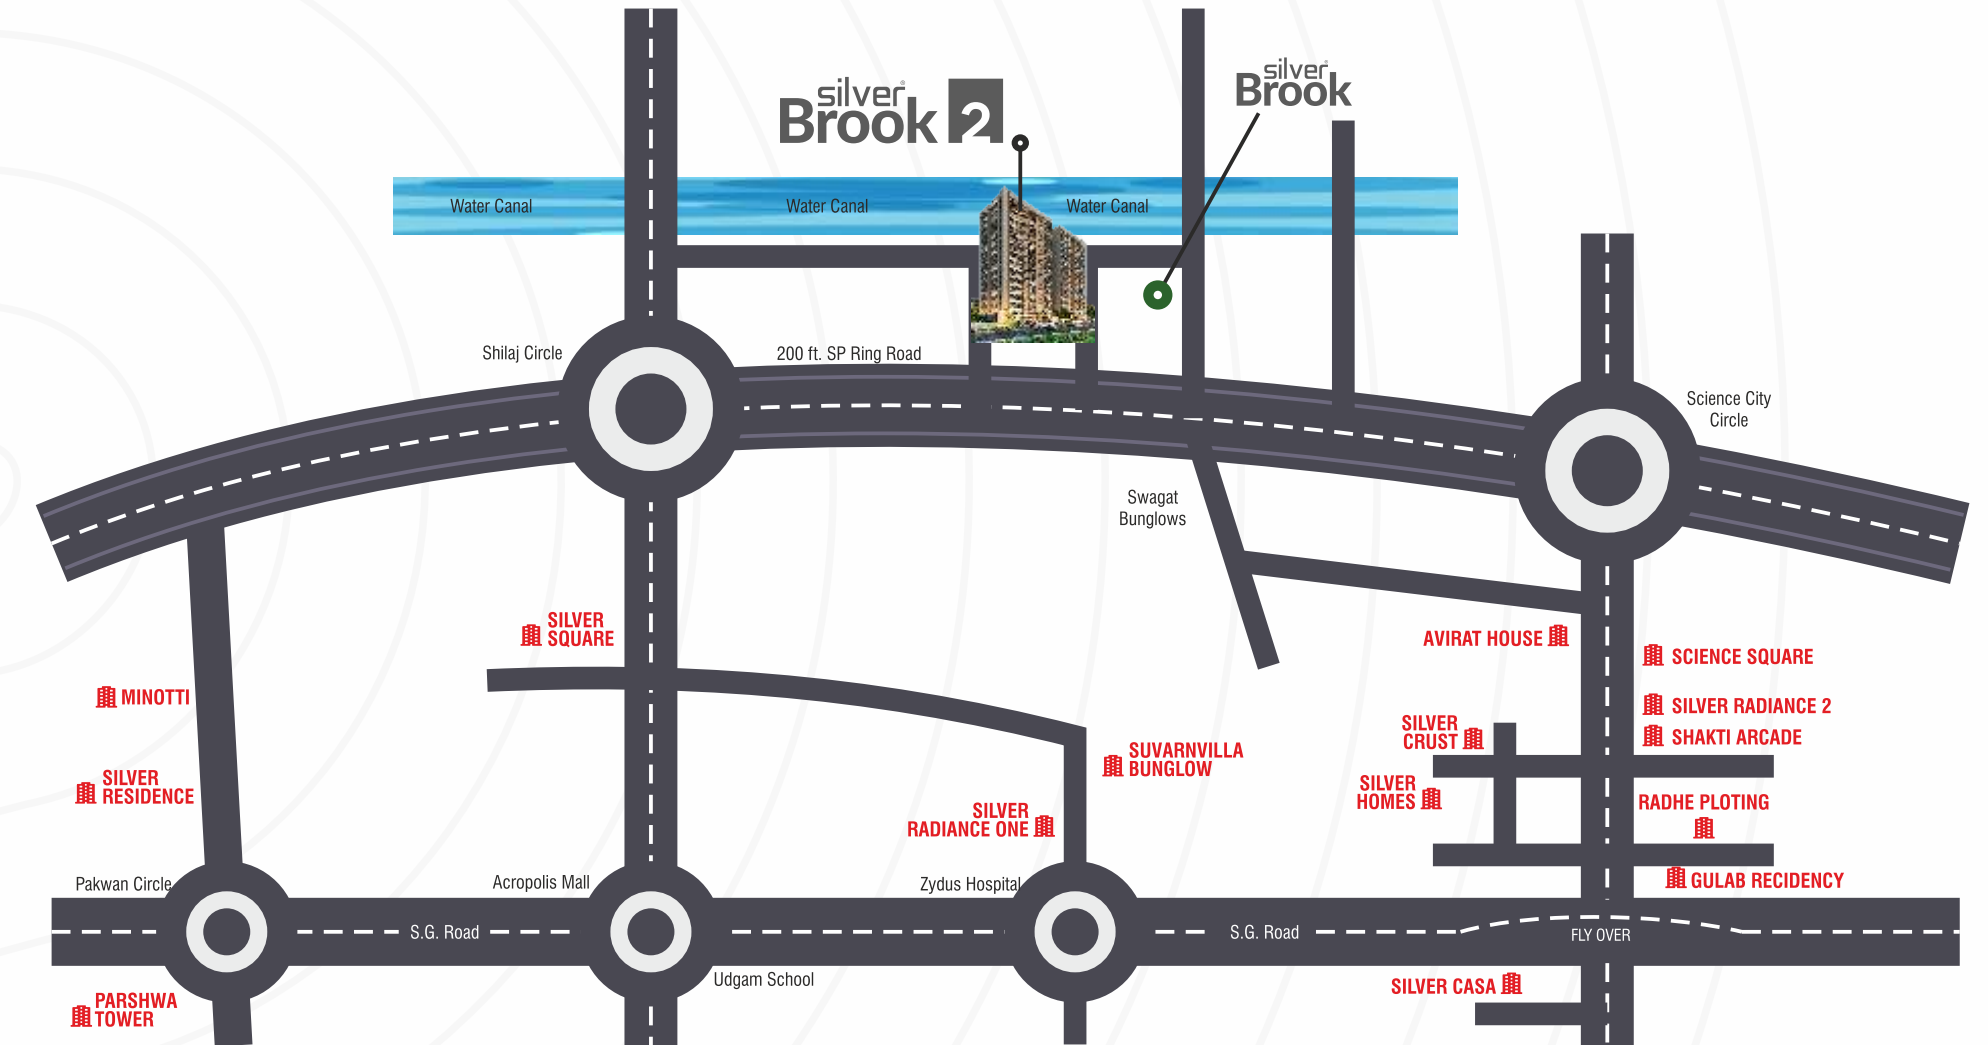 silver
Brook 2
silver
Brook
Water Canal
Water Canal
Water Canal
Shilaj Circle
200 ft. SP Ring Road
Science City
Circle
Swagat
Bunglows
SILVER
SQUARE
AVIRAT HOUSE
SCIENCE SQUARE
MINOTTI
SILVER RADIANCE 2
SILVER
CRUST
SHAKTI ARCADE
SUVARNVILLA
BUNGLOW
SILVER
RESIDENCE
SILVER
HOMES
RADHE PLOTING
SILVER
RADIANCE ONE
Pakwan Circle
Acropolis Mall
Zydus Hospital
GULAB RECIDENCY
S.G. Road
S.G. Road
FLY OVER
Udgam School
SILVER CASA
PARSHWA
TOWER